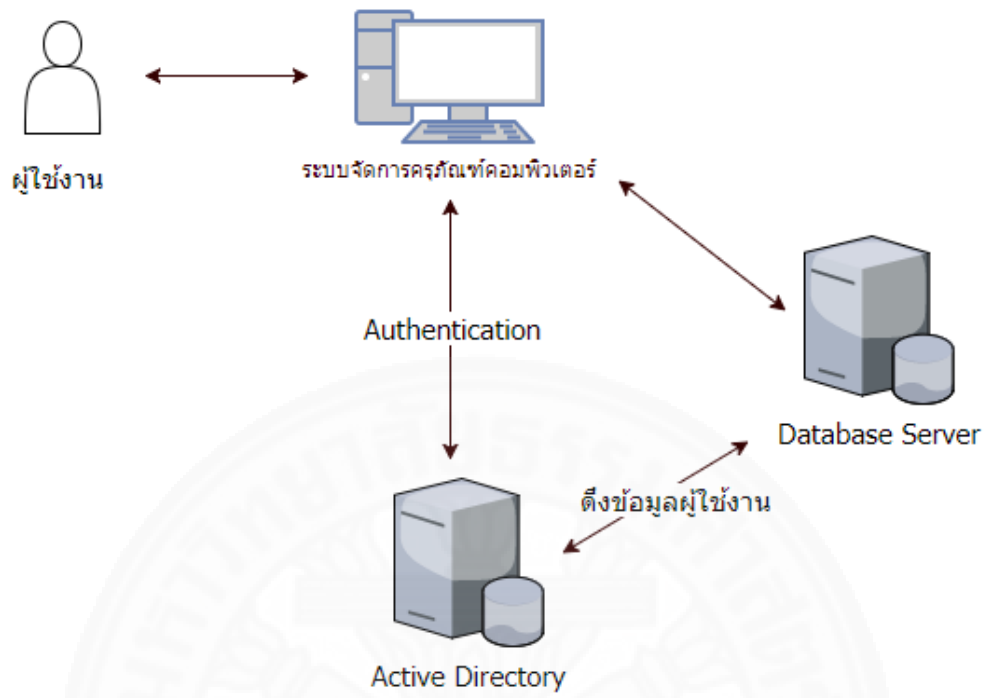 ผู้ใช้งาน
ระบบจัดการครุภัณฑ์คอมพิวเตอร์
Authentication
Database Server
ดึงข้อมูลผู้ใช้งาน
Active Directory